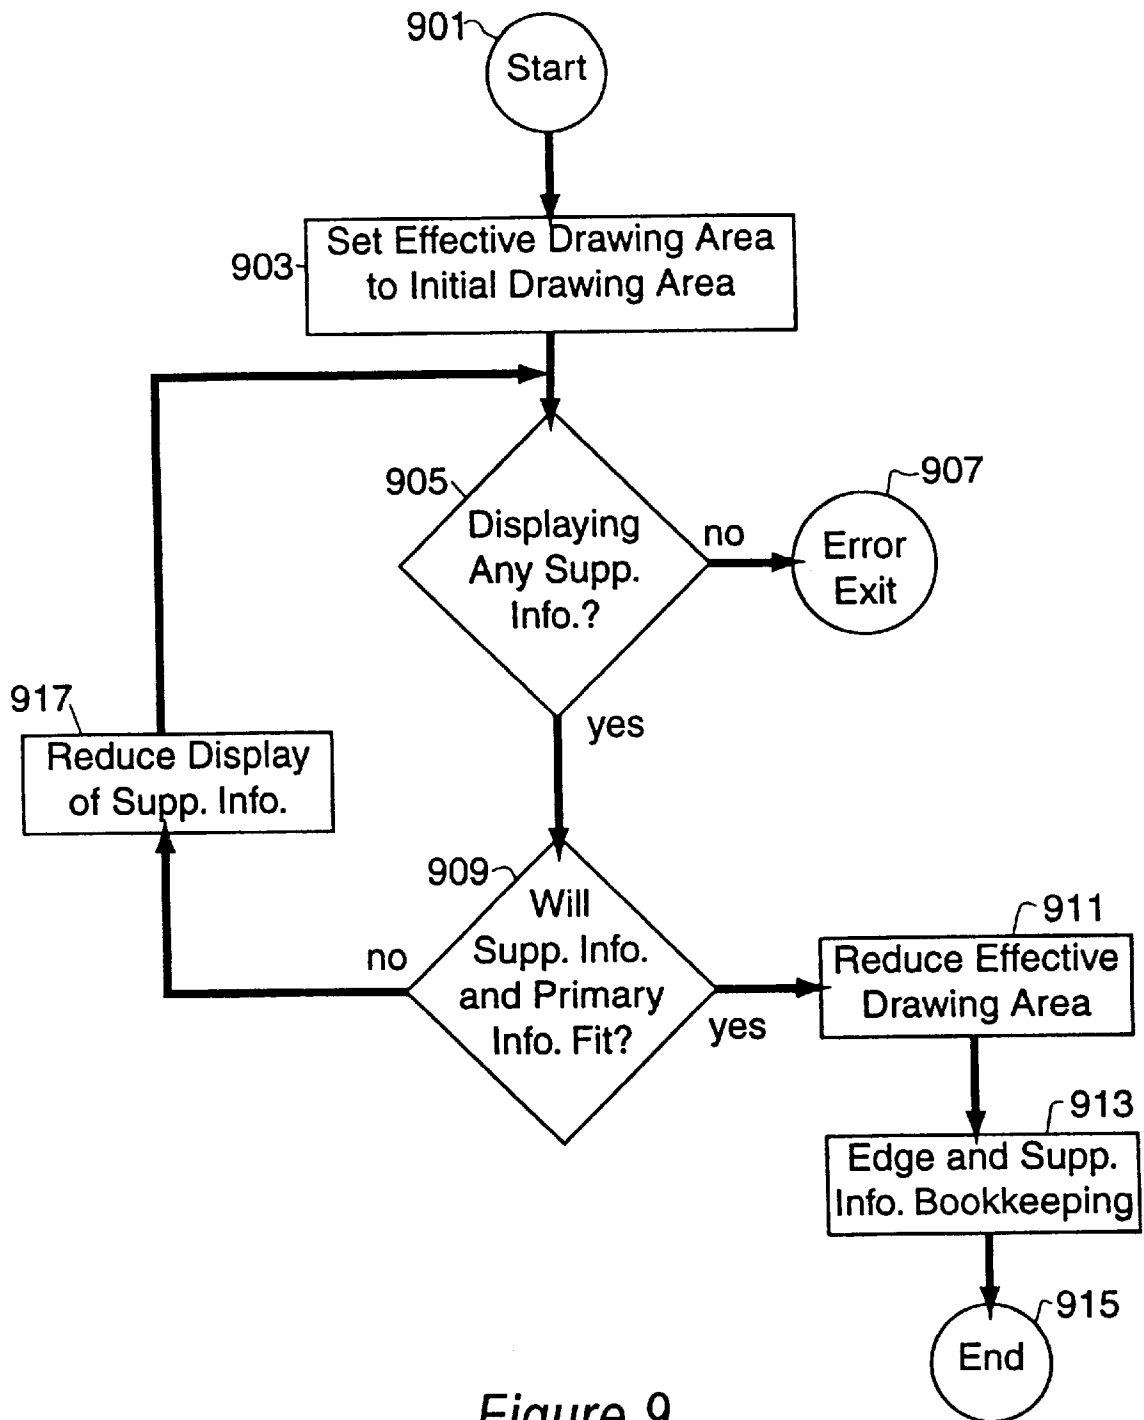 901
Start
903
Set Effective Drawing Area
to Initial Drawing Area
905
Displaying
Any Supp.
Info.?
no
907
Error
Exit
yes
917
Reduce Display
of Supp. Info.
909
Will
Supp. Info.
and Primary
Info. Fit?
no
yes
911
Reduce Effective
Drawing Area
913
Edge and Supp.
Info. Bookkeeping
915
End
Figure 9